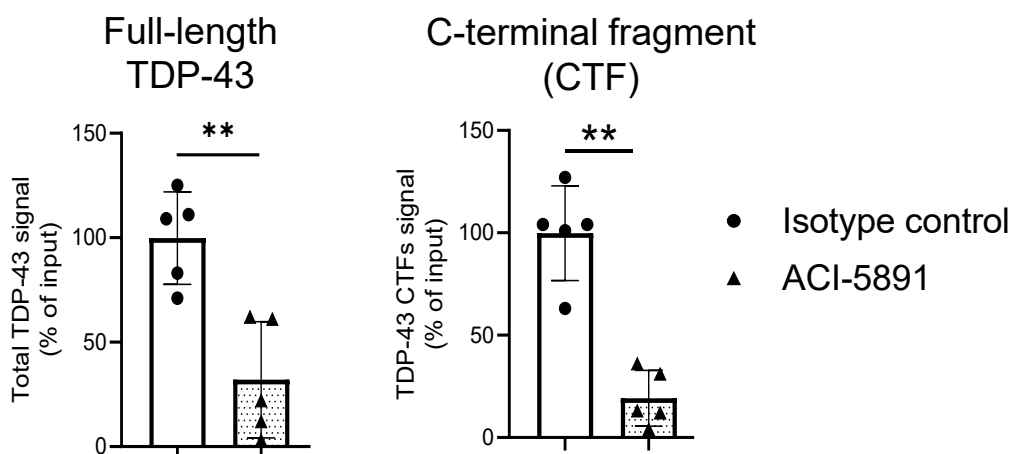 Full-length
TDP-43
**
150
100
50
0
Total TDP-43 signal
(% of input)
C-terminal fragment
(CTF)
**
150
100
50
0
TDP-43 CTFs signal
(% of input)
Isotype control
ACI-5891